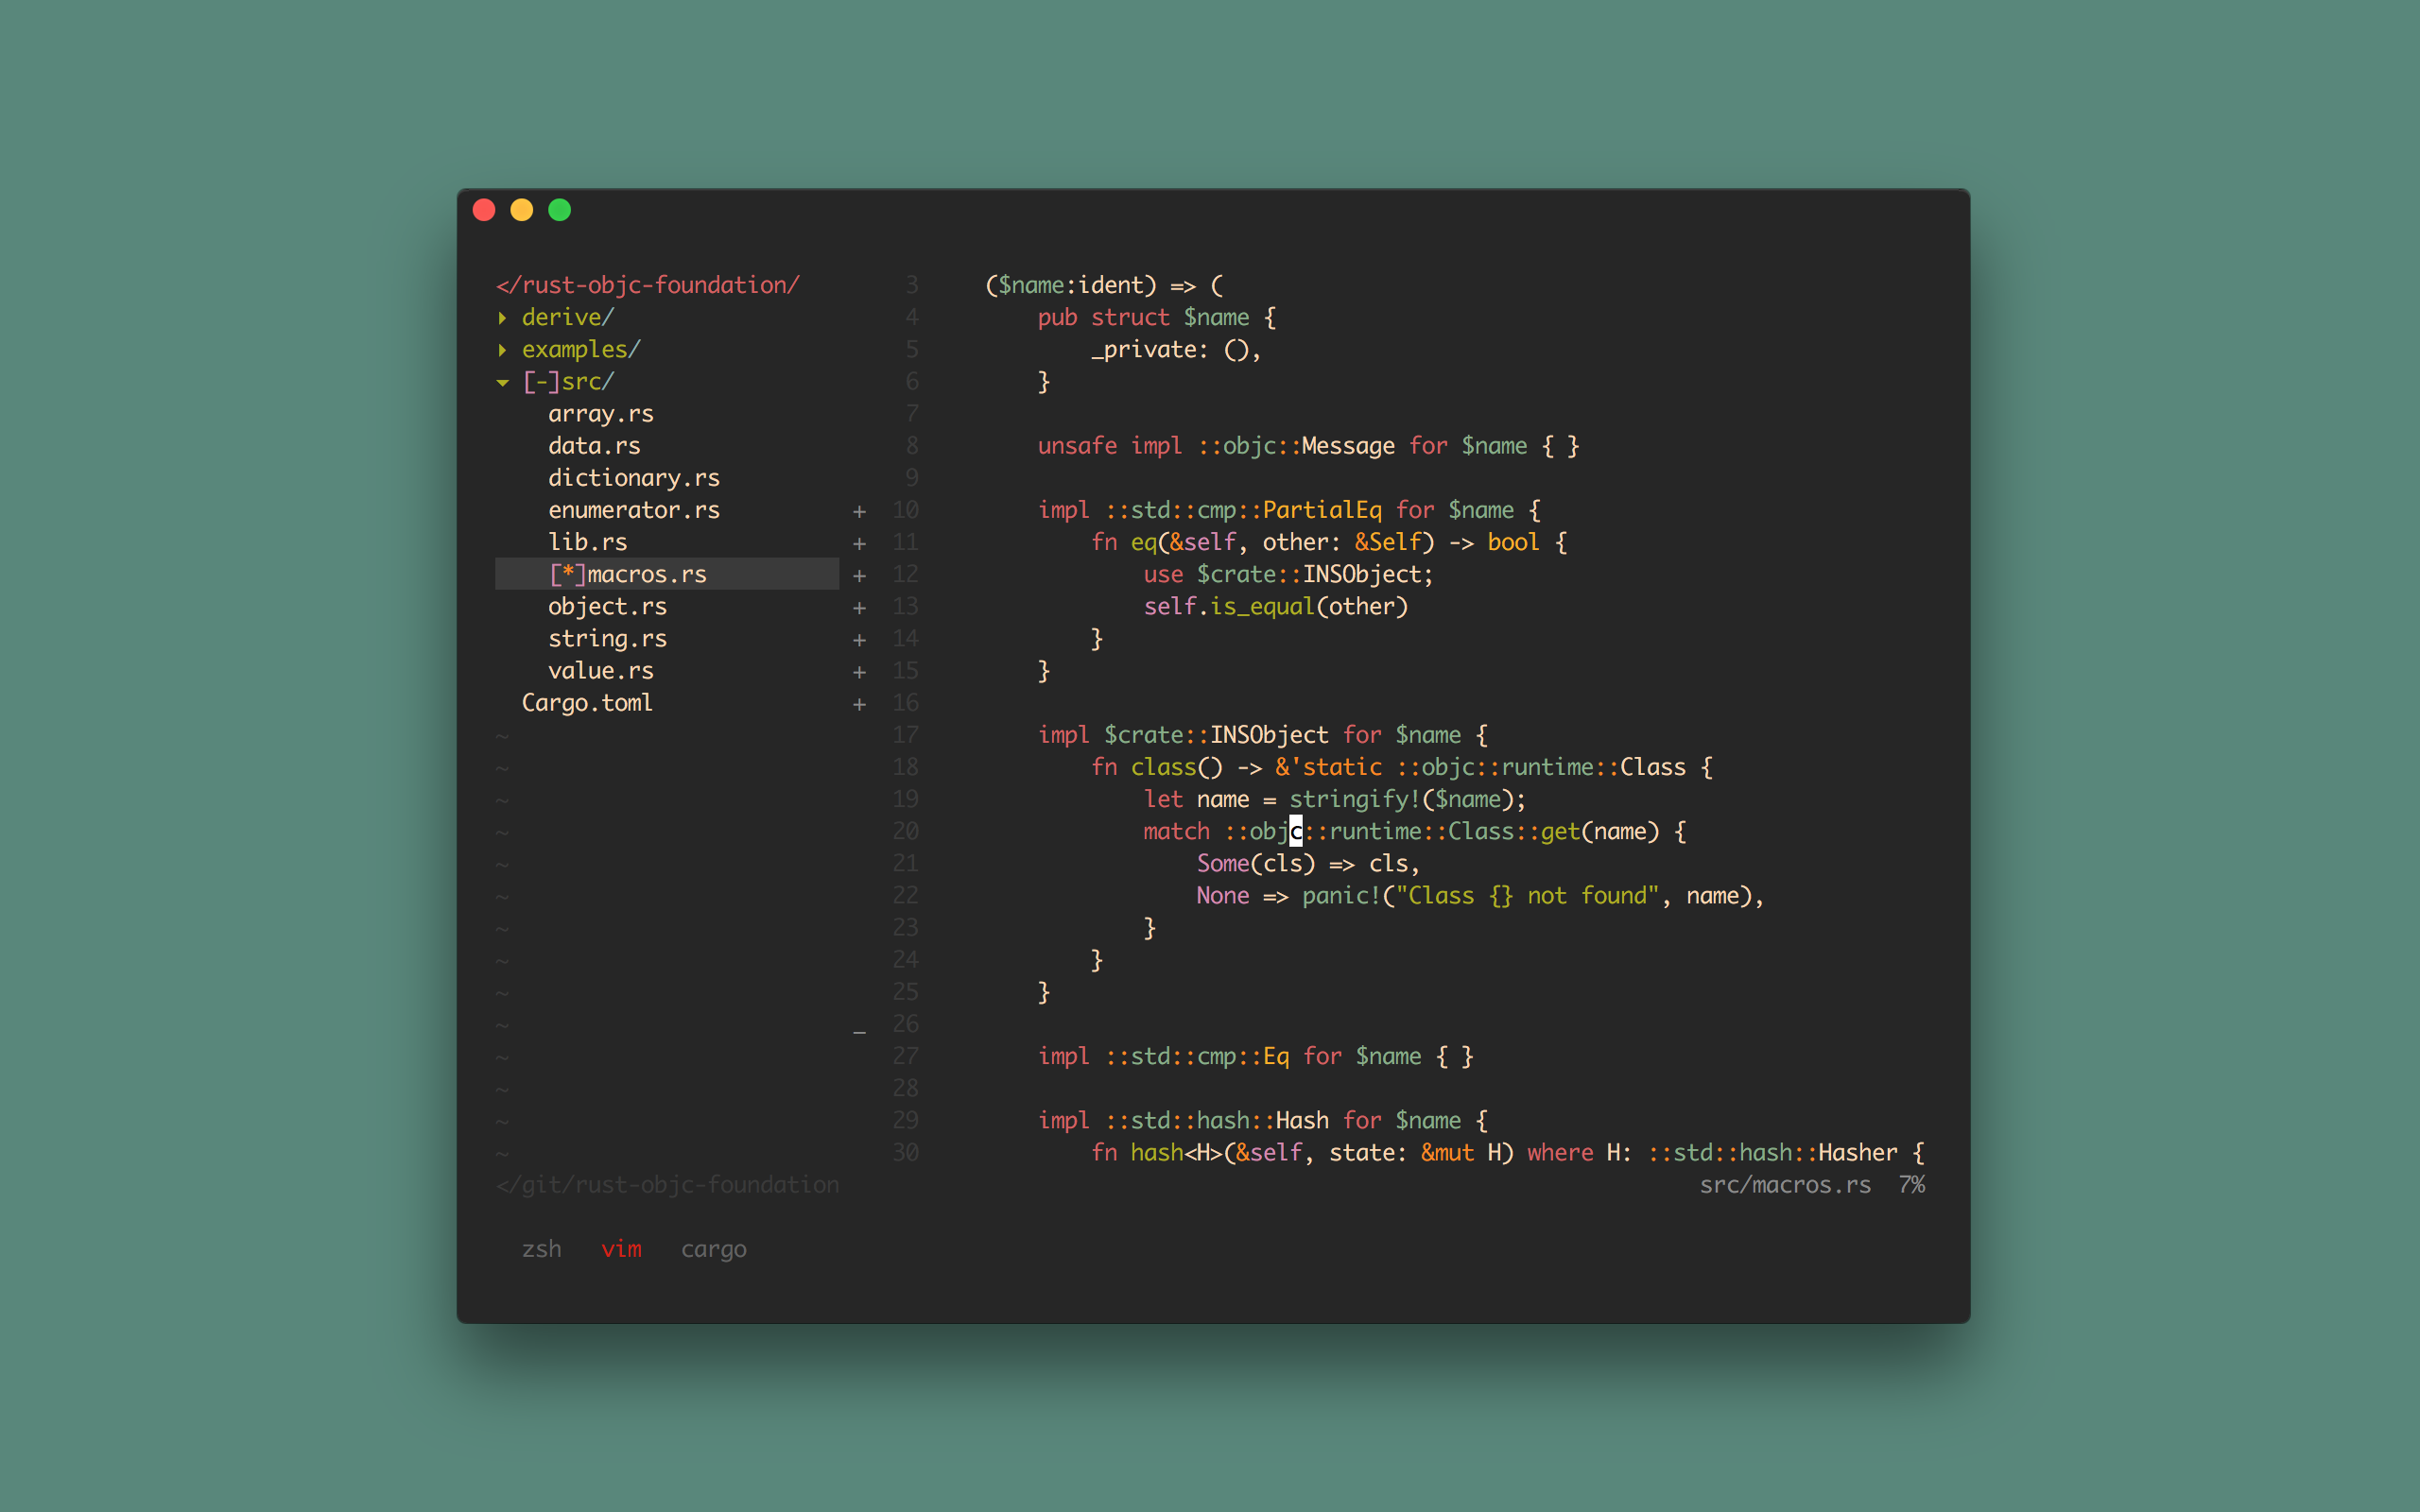 </rust-objc-foundation/
▸ derive/
▸ examples/
▾ [-]src/
array.rs
data.rs
dictionary.rs
enumerator.rs
lib.rs
[*]macros.rs
object.rs
string.rs
value.rs
Cargo.toml
~
~
~
~
~
~
~
~
~
~
~
~
~
~
</git/rust-objc-foundation
3     ($name:ident) => (
4         pub struct $name {
5             _private: (),
6         }
7
8         unsafe impl ::objc::Message for $name { }
9
+ 10         impl ::std::cmp::PartialEq for $name {
+ 11             fn eq(&self, other: &Self) -> bool {
+ 12                 use $crate::INSObject;
+ 13                 self.is_equal(other)
+ 14             }
+ 15         }
+ 16
17         impl $crate::INSObject for $name {
18             fn class() -> &'static ::objc::runtime::Class {
19                 let name = stringify!($name);
20                 match ::objc::runtime::Class::get(name) {
21                     Some(cls) => cls,
22                     None => panic!("Class {} not found", name),
23                 }
24             }
25         }
_ 26
27         impl ::std::cmp::Eq for $name { }
28
29         impl ::std::hash::Hash for $name {
30             fn hash<H>(&self, state: &mut H) where H: ::std::hash::Hasher {
src/macros.rs 7%
zsh vim cargo